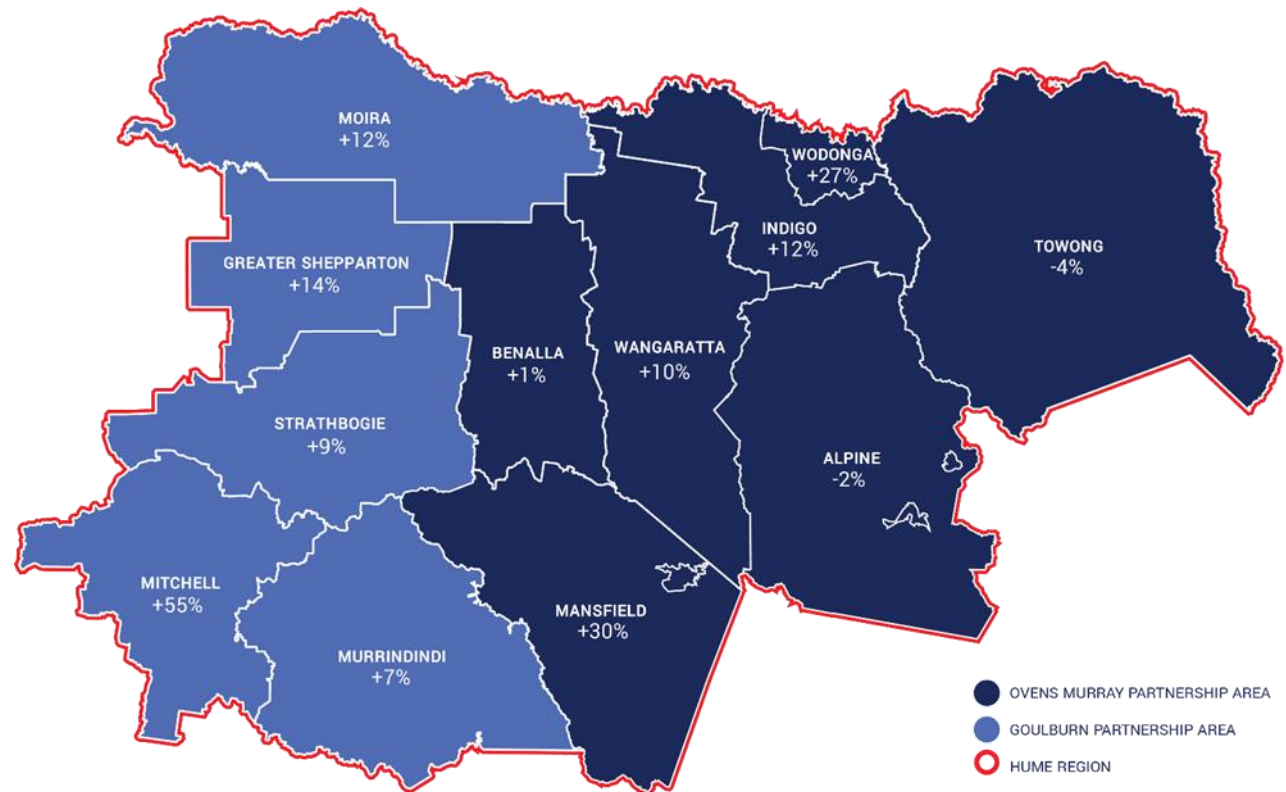 MOIRA
+12%
WODONGA
+27%
INDIGO
+12%
TOWONG
-4%
GREATER SHEPPARTON
+14%
BENALLA
+1%
WANGARATTA
+10%
STRATHBOGIE
+9%
ALPINE
-2%
MITCHELL
+55%
MANSFIELD
+30%
MURRINDINDI
+7%
OVENS MURRAY PARTNERSHIP AREA
GOULBURN PARTNERSHIP AREA
HUME REGION